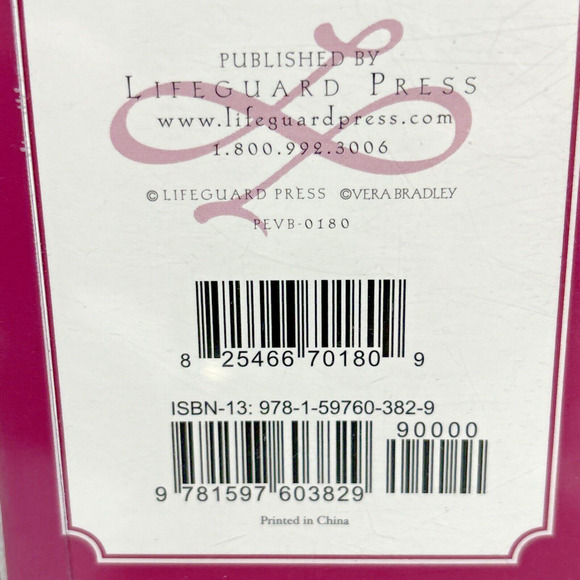 PUBLISHED BY
LIFEGUARD PRESS
www.lifeguardpress.com
1.800.992.3006
© LIFEGUARD PRESS ©VERA BRADLEY
PEVB-0180
8 25466 70180 9
ISBN-13: 978-1-59760-382-9
90000
9 781597 603829
Printed in China